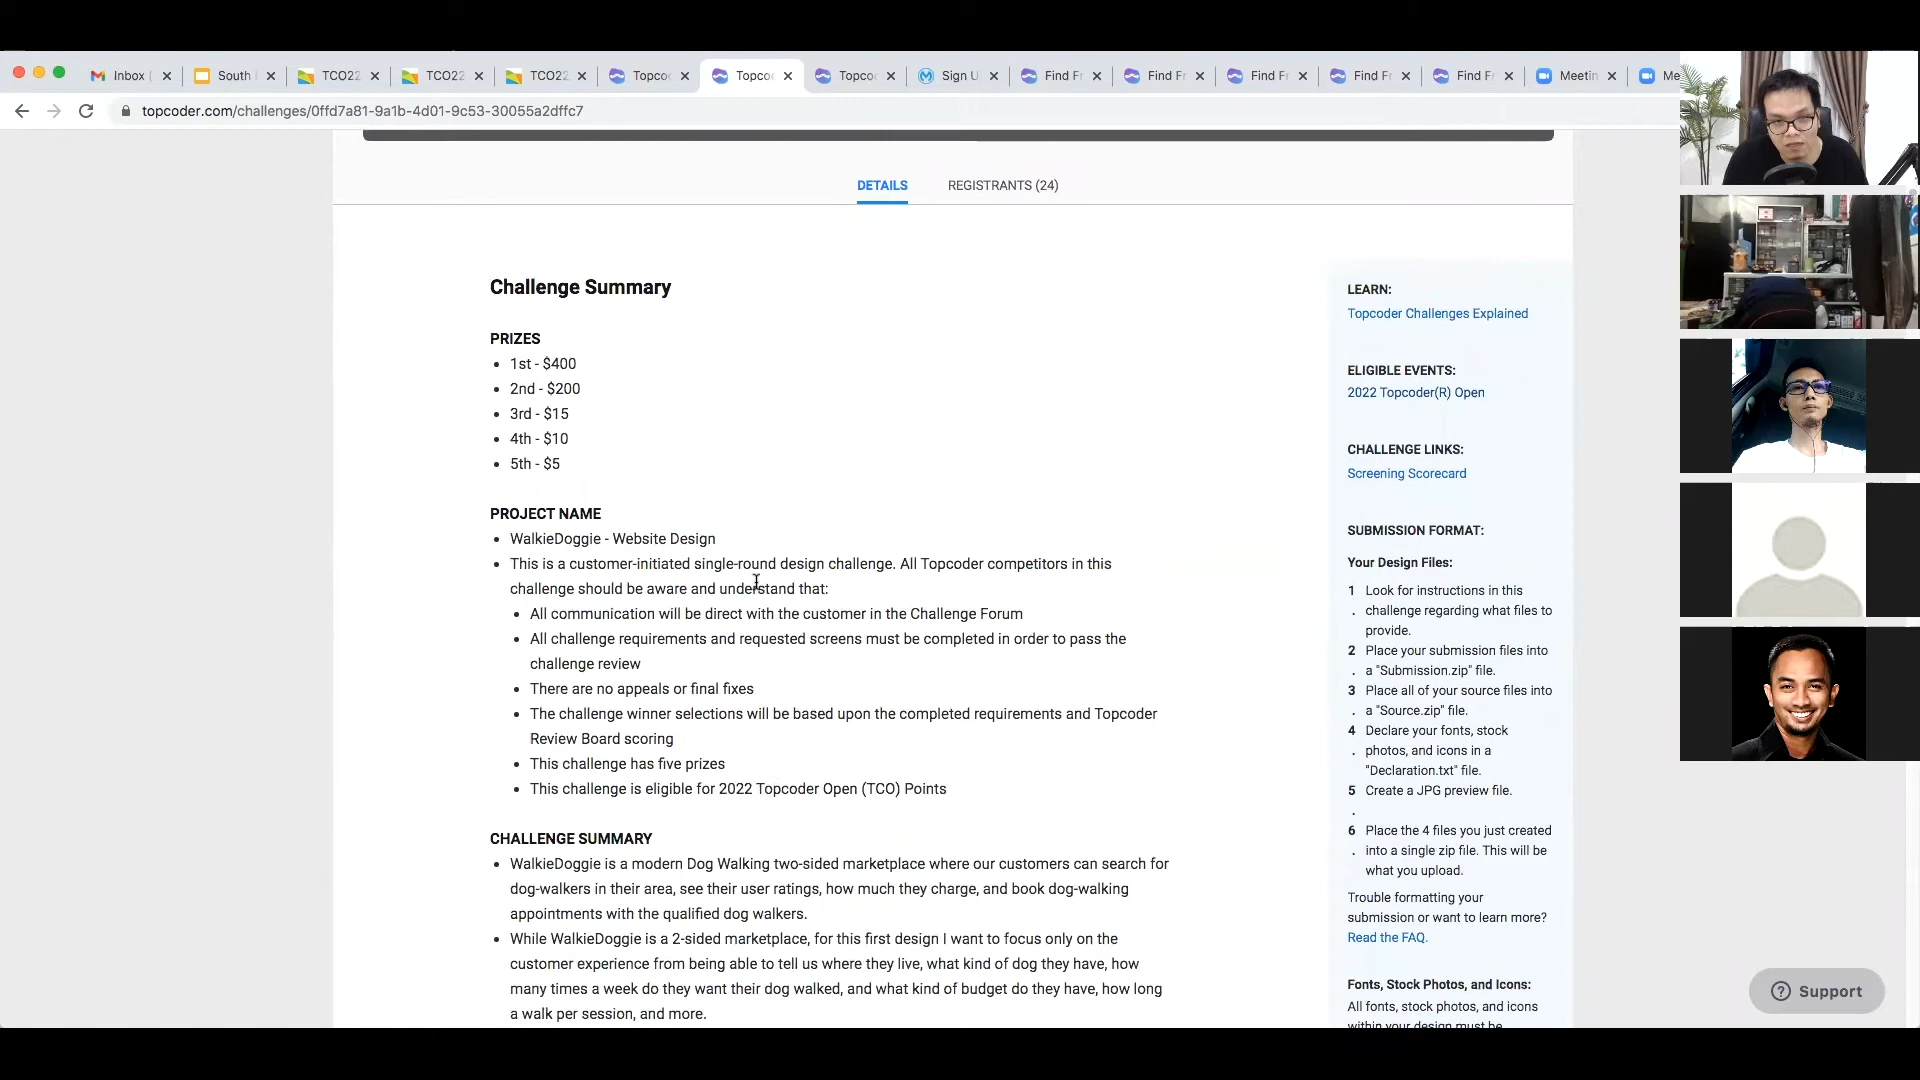 Inbox (
South
TCO22
TCO22
TCO22,
Topco
Topco
Topco
Sign U
Find Fr
Find Fr
Find Fr
Find Fr
Find Fr
Meetin
Me
topcoder.com/challenges/0ffd7a81-9a1b-4d01-9c53-30055a2dffc7
DETAILS
REGISTRANTS (24)
Challenge Summary
PRIZES
• 1st - $400
• 2nd - $200
• 3rd - $15
• 4th - $10
• 5th - $5
PROJECT NAME
• WalkieDoggie - Website Design
• This is a customer-initiated single-round design challenge. All Topcoder competitors in this
challenge should be aware and understand that:
• All communication will be direct with the customer in the Challenge Forum
• All challenge requirements and requested screens must be completed in order to pass the
challenge review
• There are no appeals or final fixes
• The challenge winner selections will be based upon the completed requirements and Topcoder
Review Board scoring
• This challenge has five prizes
• This challenge is eligible for 2022 Topcoder Open (TCO) Points
CHALLENGE SUMMARY
• WalkieDoggie is a modern Dog Walking two-sided marketplace where our customers can search for
dog-walkers in their area, see their user ratings, how much they charge, and book dog-walking
appointments with the qualified dog walkers.
• While WalkieDoggie is a 2-sided marketplace, for this first design I want to focus only on the
customer experience from being able to tell us where they live, what kind of dog they have, how
many times a week do they want their dog walked, and what kind of budget do they have, how long
a walk per session, and more.
LEARN:
Topcoder Challenges Explained
ELIGIBLE EVENTS:
2022 Topcoder(R) Open
CHALLENGE LINKS:
Screening Scorecard
SUBMISSION FORMAT:
Your Design Files:
1 Look for instructions in this
. challenge regarding what files to
provide.
2 Place your submission files into
. a "Submission.zip" file.
3 Place all of your source files into
. a "Source.zip" file.
4 Declare your fonts, stock
. photos, and icons in a
"Declaration.txt" file.
5 Create a JPG preview file.
.
6 Place the 4 files you just created
. into a single zip file. This will be
what you upload.
Trouble formatting your
submission or want to learn more?
Read the FAQ.
Fonts, Stock Photos, and Icons:
All fonts, stock photos, and icons
within your design must be
Support